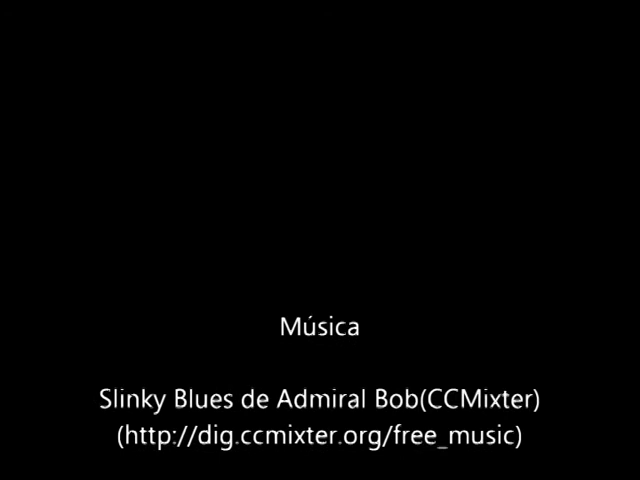 Música
Slinky Blues de Admiral Bob(CCMixter)
(http://dig.ccmixter.org/free_music)